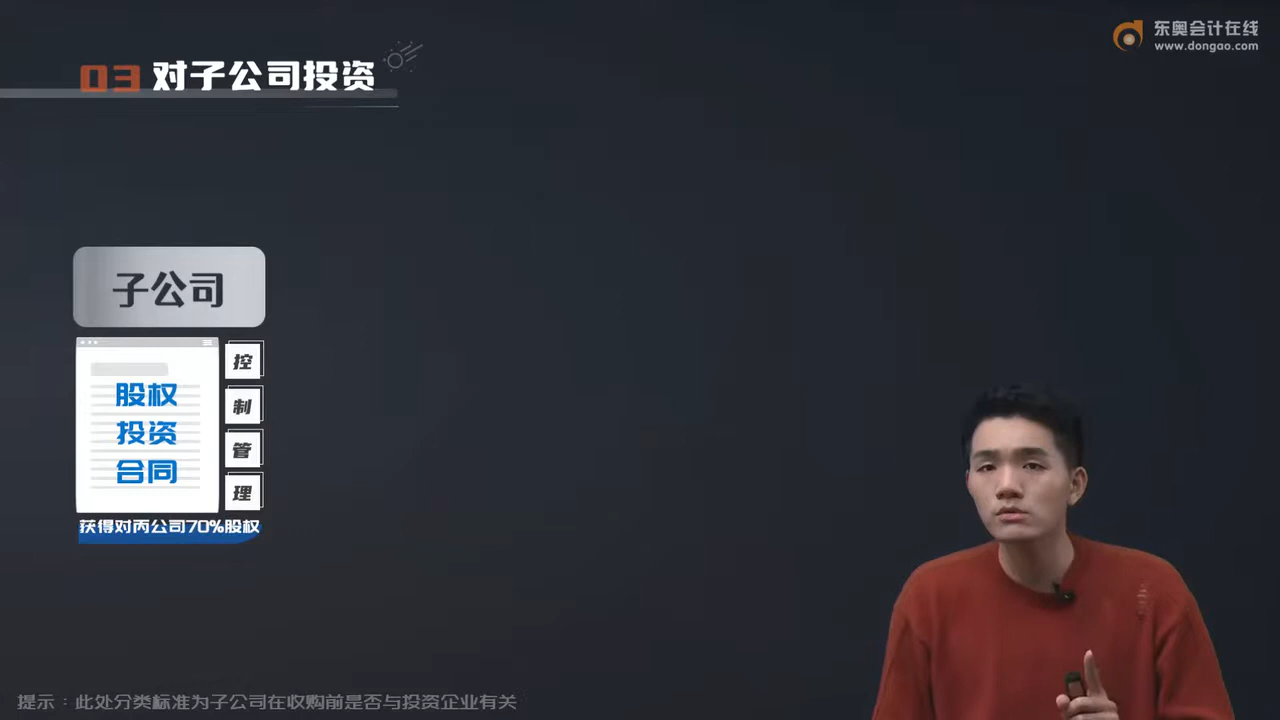 东奥会计在线
www.dongao.com
03 对子公司投资
子公司
股权
投资
合同
控
制
管
理
获得对丙公司70%股权
提示：此处分类标准为子公司在收购前是否与投资企业有关